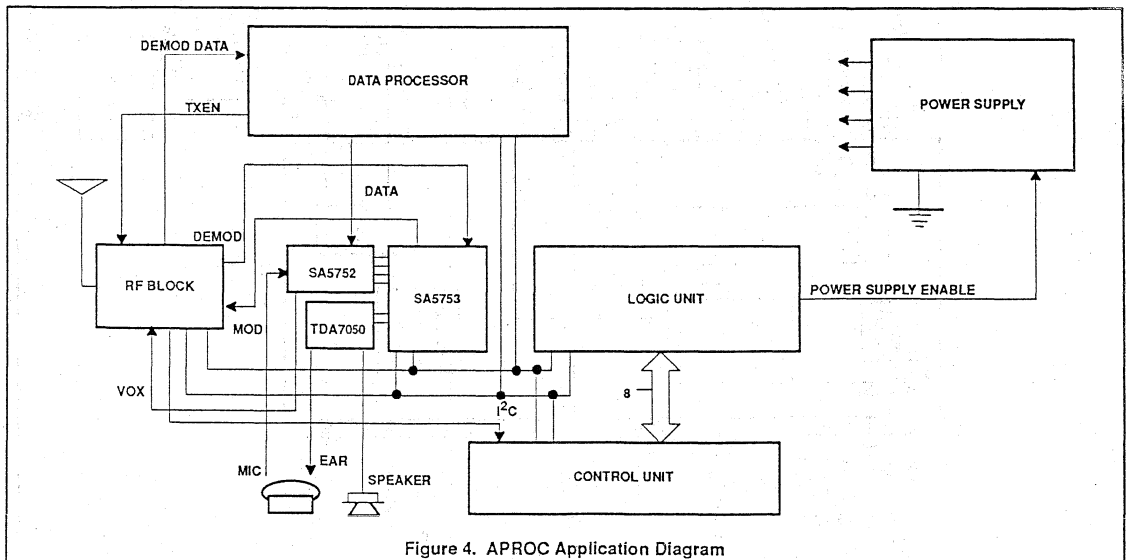 DEMOD DATA
DATA PROCESSOR
TXEN
POWER SUPPLY
DATA
DEMOD
RF BLOCK
SA5752
SA5753
LOGIC UNIT
POWER SUPPLY ENABLE
MOD
TDA7050
VOX
I²C
8
MIC
EAR
SPEAKER
CONTROL UNIT
Figure 4. APROC Application Diagram